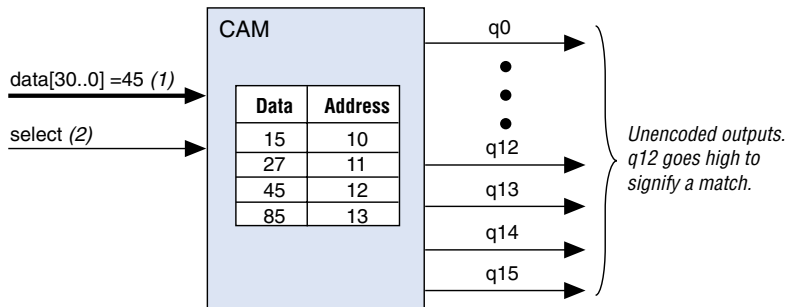 CAM
q0
data[30..0] =45 (1)
select (2)
Data Address
15 10
27 11
45 12
85 13
q12
q13
q14
q15
Unencoded outputs.
q12 goes high to
signify a match.